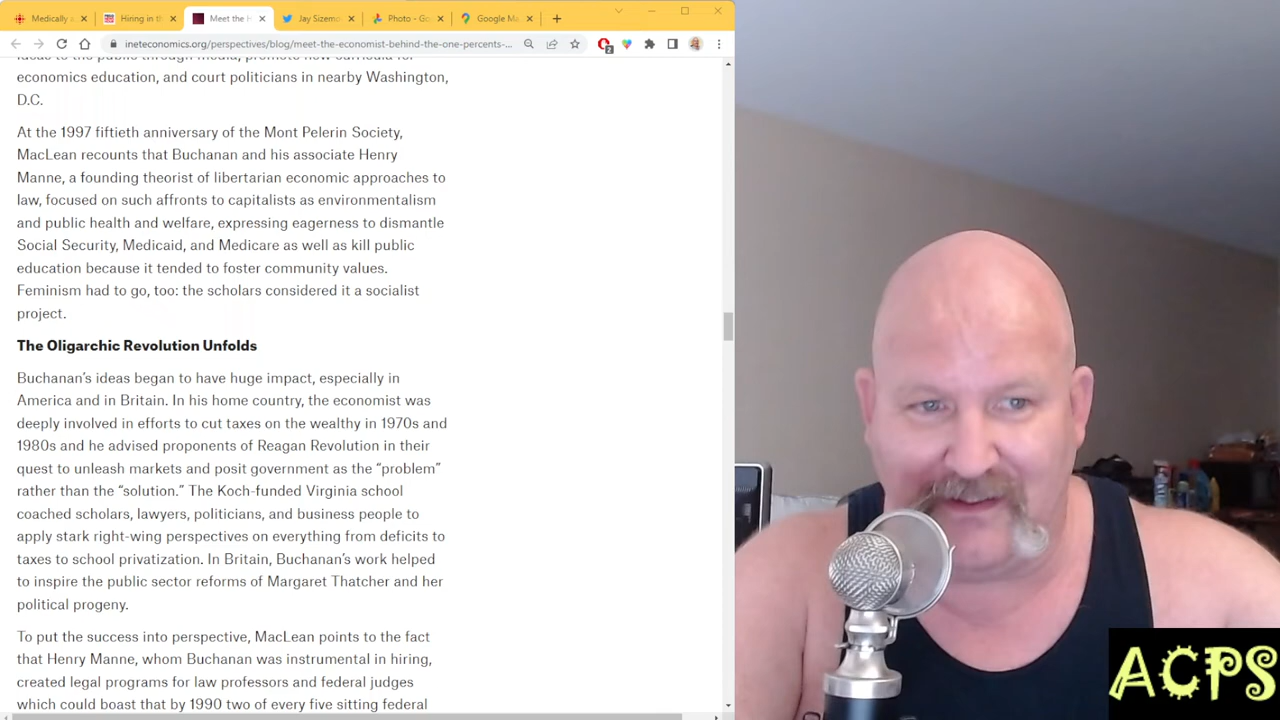 Medically a
Hiring in th
Meet the H
Jay Sizemo
Photo - Go
Google Ma
ineteconomics.org/perspectives/blog/meet-the-economist-behind-the-one-percents-...
2
ideas to the public through media, promote new curricula for
economics education, and court politicians in nearby Washington,
D.C.
At the 1997 fiftieth anniversary of the Mont Pelerin Society,
MacLean recounts that Buchanan and his associate Henry
Manne, a founding theorist of libertarian economic approaches to
law, focused on such affronts to capitalists as environmentalism
and public health and welfare, expressing eagerness to dismantle
Social Security, Medicaid, and Medicare as well as kill public
education because it tended to foster community values.
Feminism had to go, too: the scholars considered it a socialist
project.
The Oligarchic Revolution Unfolds
Buchanan’s ideas began to have huge impact, especially in
America and in Britain. In his home country, the economist was
deeply involved in efforts to cut taxes on the wealthy in 1970s and
1980s and he advised proponents of Reagan Revolution in their
quest to unleash markets and posit government as the “problem”
rather than the “solution.” The Koch-funded Virginia school
coached scholars, lawyers, politicians, and business people to
apply stark right-wing perspectives on everything from deficits to
taxes to school privatization. In Britain, Buchanan’s work helped
to inspire the public sector reforms of Margaret Thatcher and her
political progeny.
To put the success into perspective, MacLean points to the fact
that Henry Manne, whom Buchanan was instrumental in hiring,
created legal programs for law professors and federal judges
which could boast that by 1990 two of every five sitting federal
ACPS